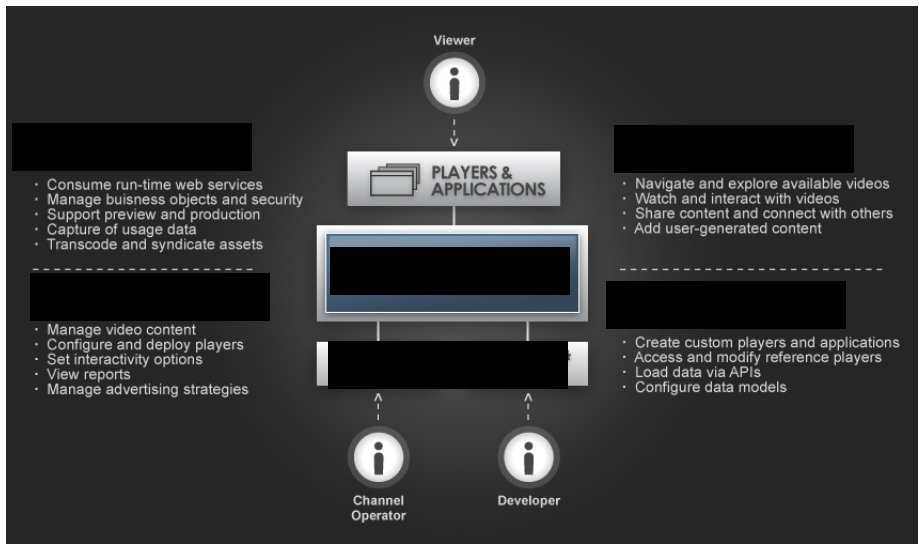 Viewer
PLAYERS &
APPLICATIONS
· Consume run-time web services
· Manage buisness objects and security
· Support preview and production
· Capture of usage data
· Transcode and syndicate assets
· Navigate and explore available videos
· Watch and interact with videos
· Share content and connect with others
· Add user-generated content
· Manage video content
· Configure and deploy players
· Set interactivity options
· View reports
· Manage advertising strategies
· Create custom players and applications
· Access and modify reference players
· Load data via APIs
· Configure data models
Channel
Operator
Developer